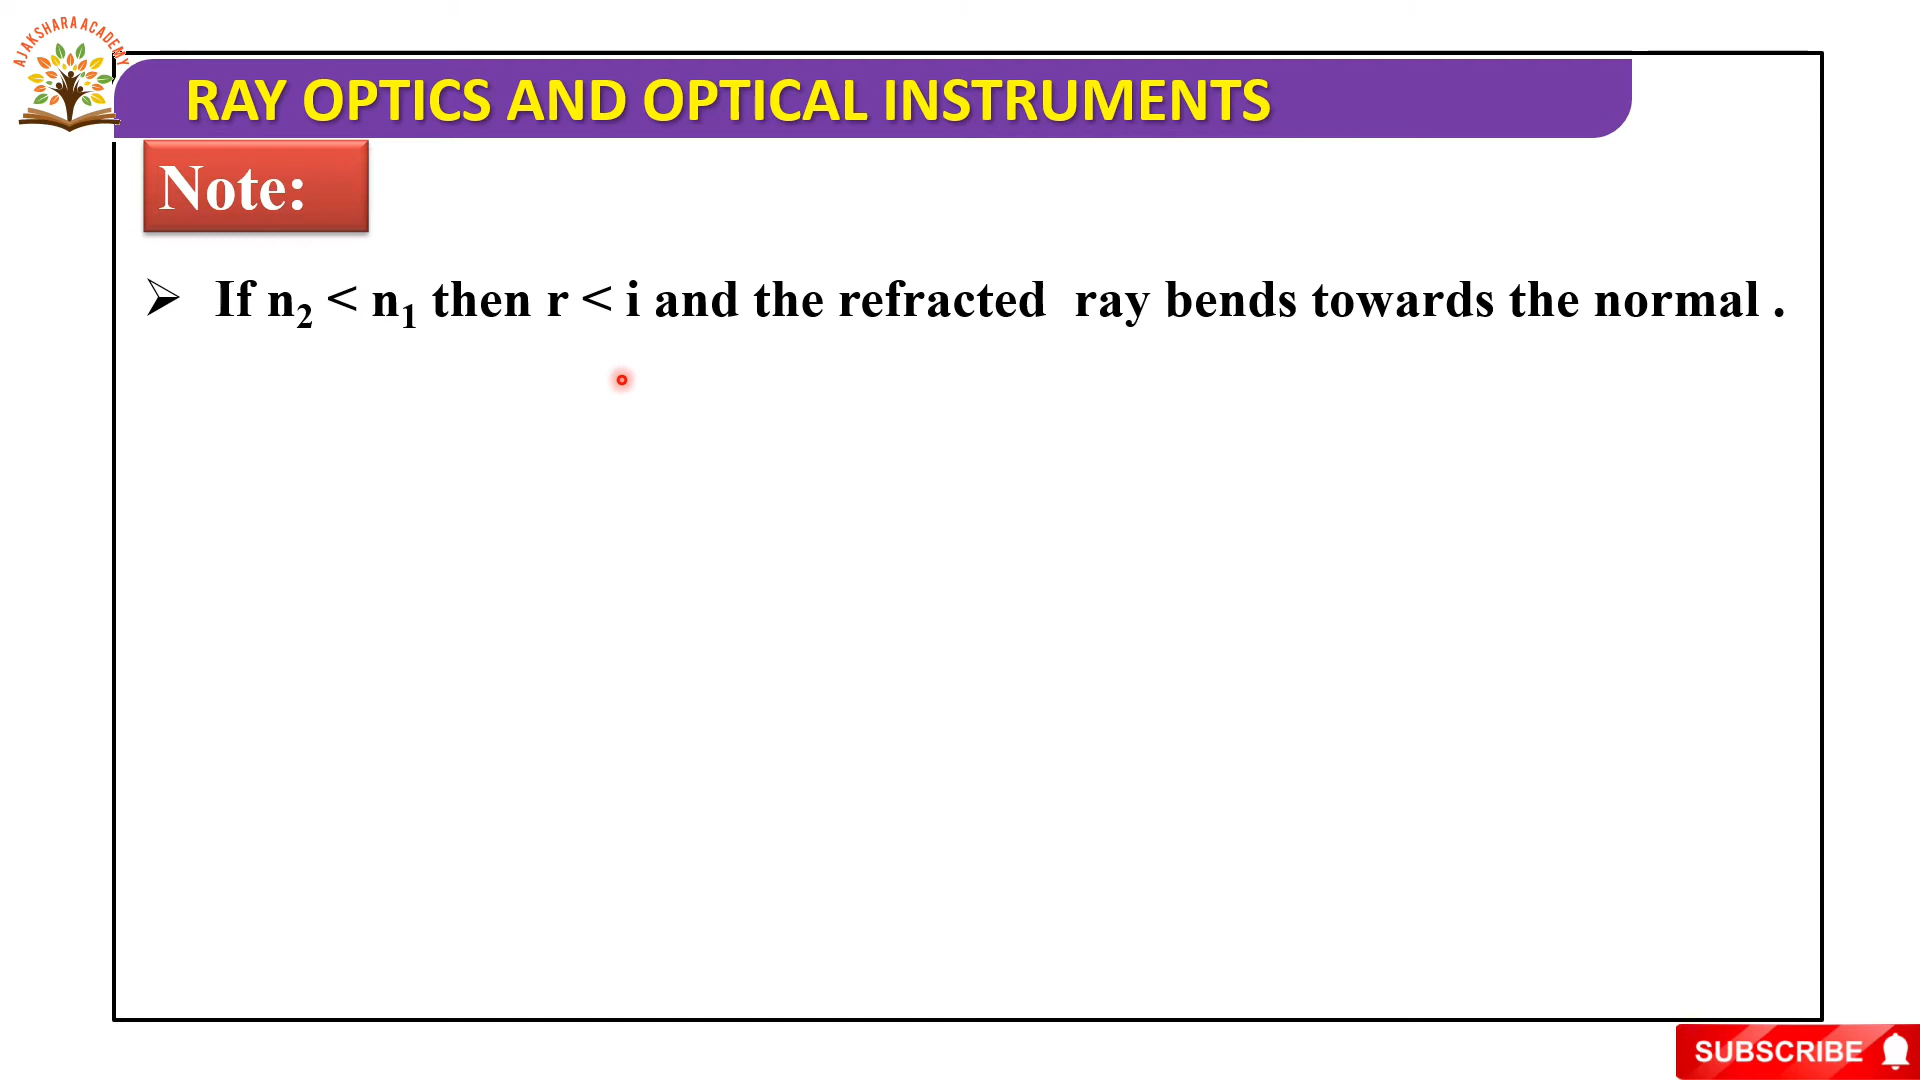 AJAKSHARA ACADEMY
RAY OPTICS AND OPTICAL INSTRUMENTS
Note:
➢ If n₂ < n₁ then r < i and the refracted ray bends towards the normal .
SUBSCRIBE